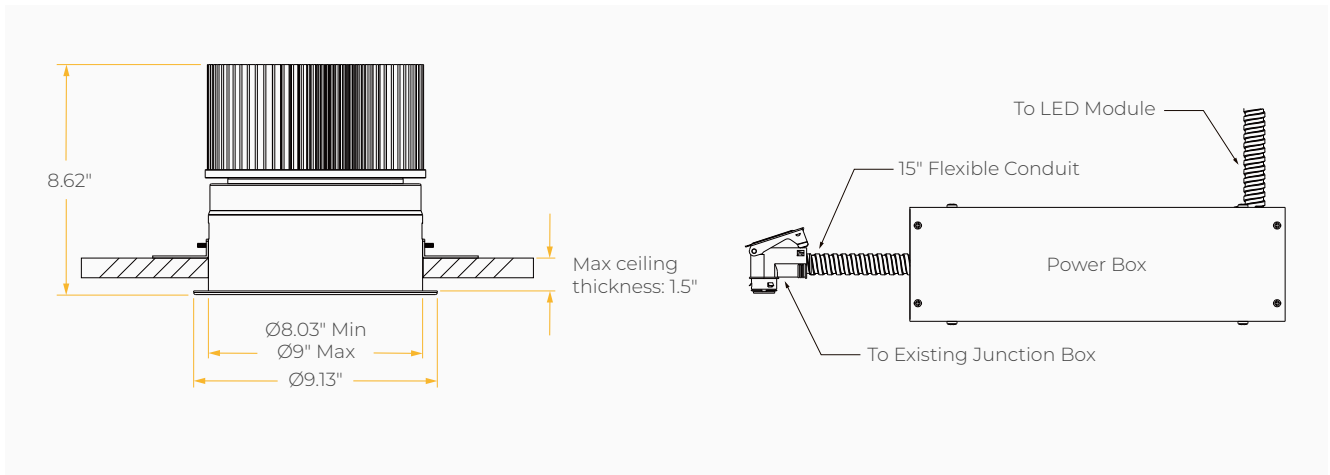 8.62"
Max ceiling
thickness: 1.5"
Ø8.03" Min
Ø9" Max
Ø9.13"
To LED Module
15" Flexible Conduit
Power Box
To Existing Junction Box